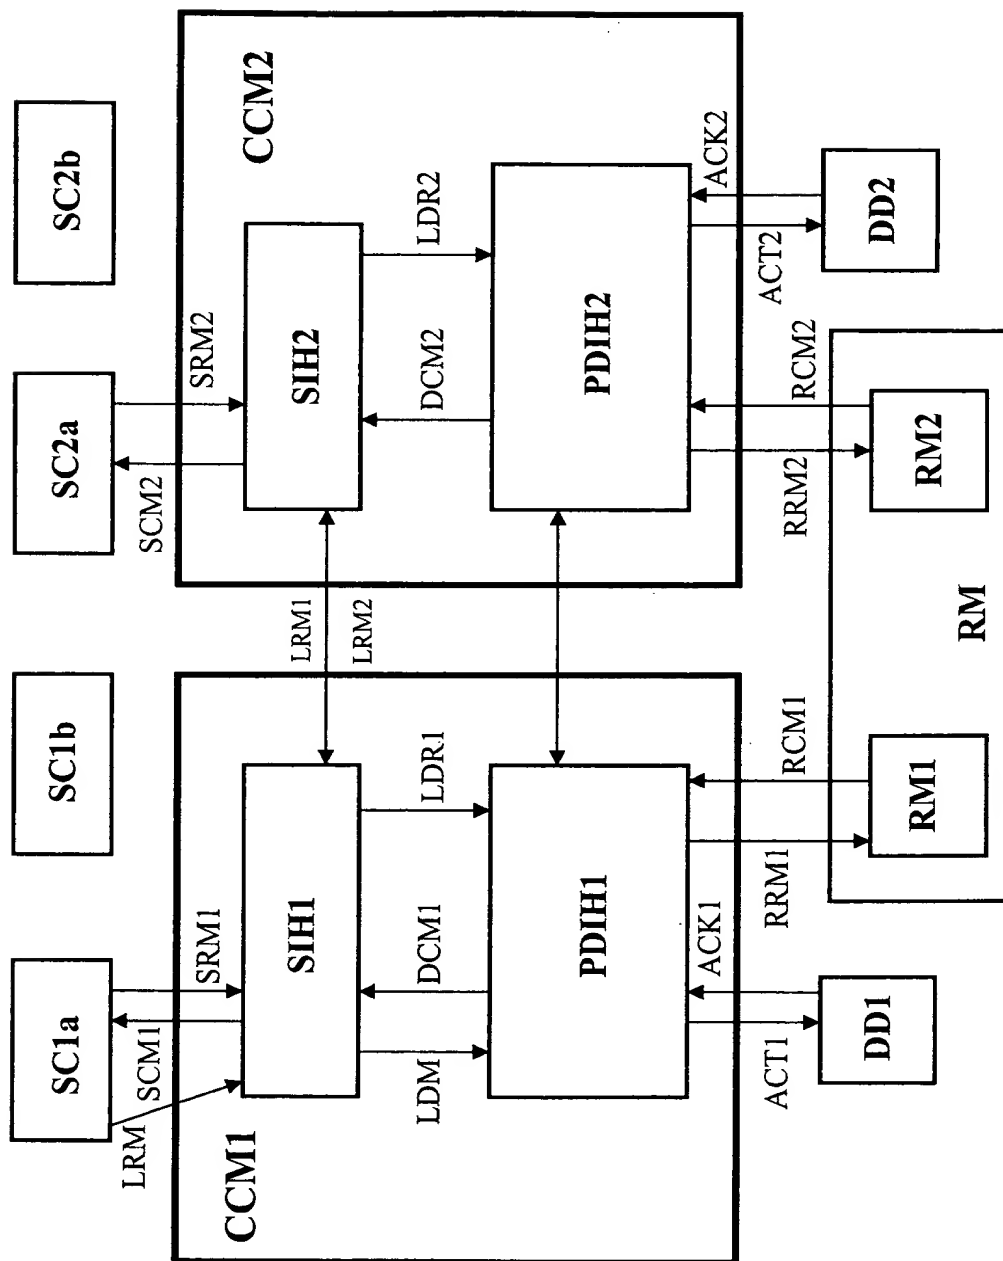 SC1a
SC1b
SC2a
SC2b
LRM
SCM1
SRM1
SCM2
SRM2
CCM1
CCM2
SIH1
LRM1
LRM2
SIH2
LDM
DCM1
LDR1
DCM2
LDR2
PDIH1
PDIH2
ACT1
ACK1
RRM1
RCM1
RRM2
RCM2
ACT2
ACK2
DD1
RM1
RM2
DD2
RM